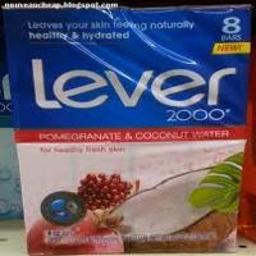 nouveaucheap.blogspot.com
Leaves your skin feeling naturally
healthy & hydrated
8
BARS
NEW!
Lever
2000®
POMEGRANATE & COCONUT WATER
for healthy fresh skin